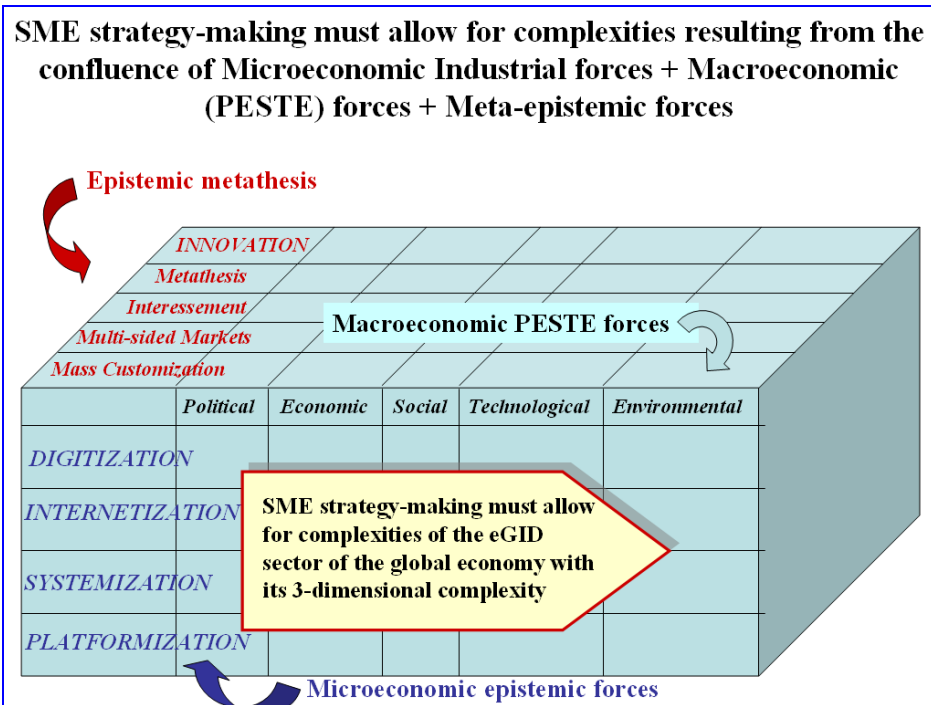 SME strategy-making must allow for complexities resulting from the
confluence of Microeconomic Industrial forces + Macroeconomic
(PESTE) forces + Meta-epistemic forces
Epistemic metathesis
INNOVATION
Metathesis
Interessement
Multi-sided Markets
Mass Customization
Macroeconomic PESTE forces
Political Economic Social Technological Environmental
DIGITIZATION
INTERNETIZATION
SYSTEMIZATION
PLATFORMIZATION
SME strategy-making must allow
for complexities of the eGID
sector of the global economy with
its 3-dimensional complexity
Microeconomic epistemic forces